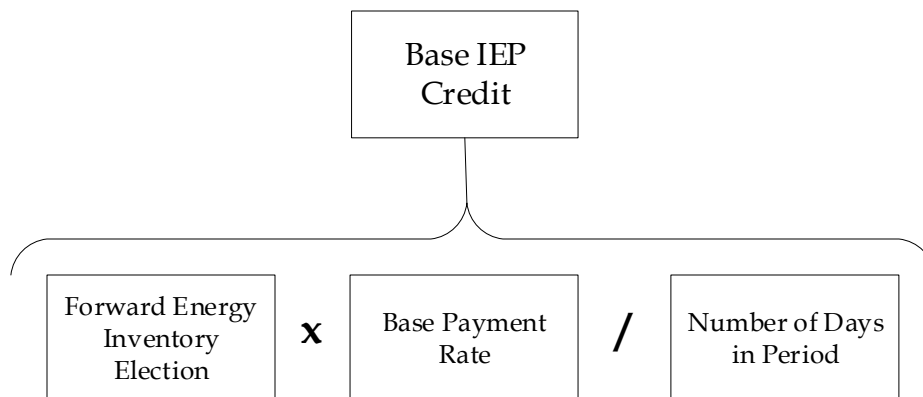 Base IEP
Credit
Forward Energy
Inventory
Election
x
Base Payment
Rate
/
Number of Days
in Period